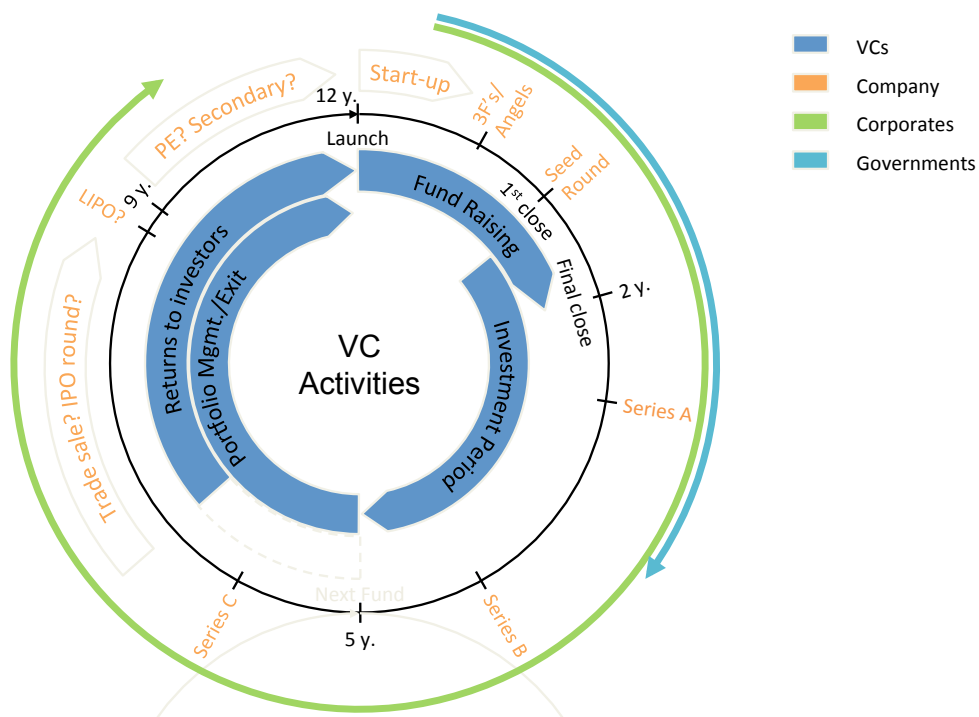 VCs
Company
Corporates
Governments
Start-up
3F's/
Angels
Seed
Round
Series A
Series B
Series C
Trade sale? IPO round?
LIPO?
PE? Secondary?
12 y.
Launch
1st close
Final close
2 y.
5 y.
9 y.
Next Fund
Fund Raising
Investment Period
Portfolio Mgmt./Exit
Returns to investors
VC
Activities